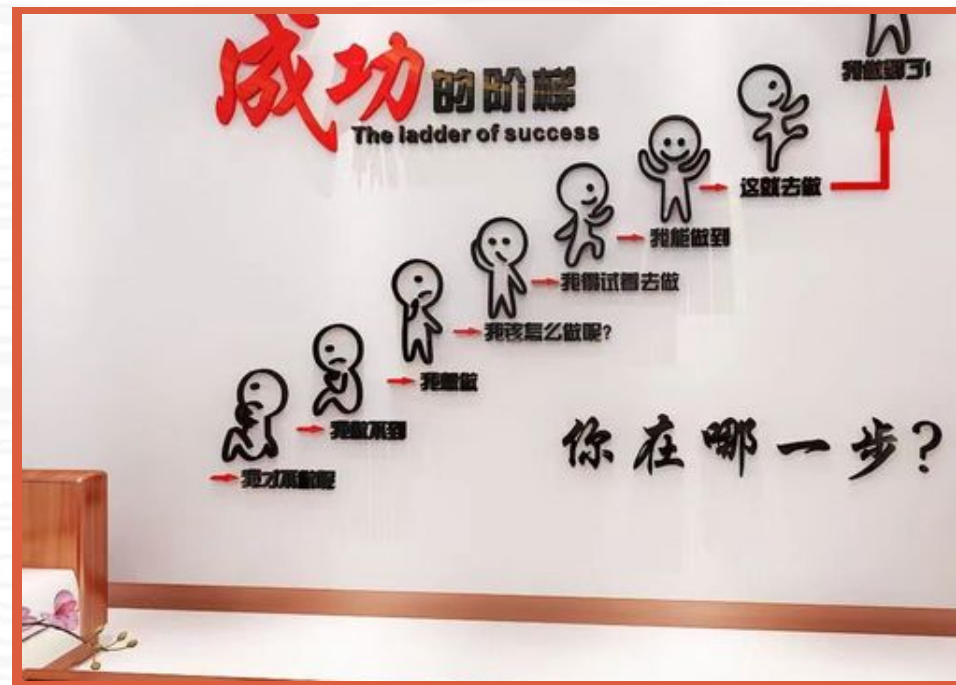 成功的阶梯
The ladder of success
我做到了!
这就去做
我能做到
我得试着去做
我该怎么做呢?
我想做
我做不到
我才不做呢
你在哪一步?